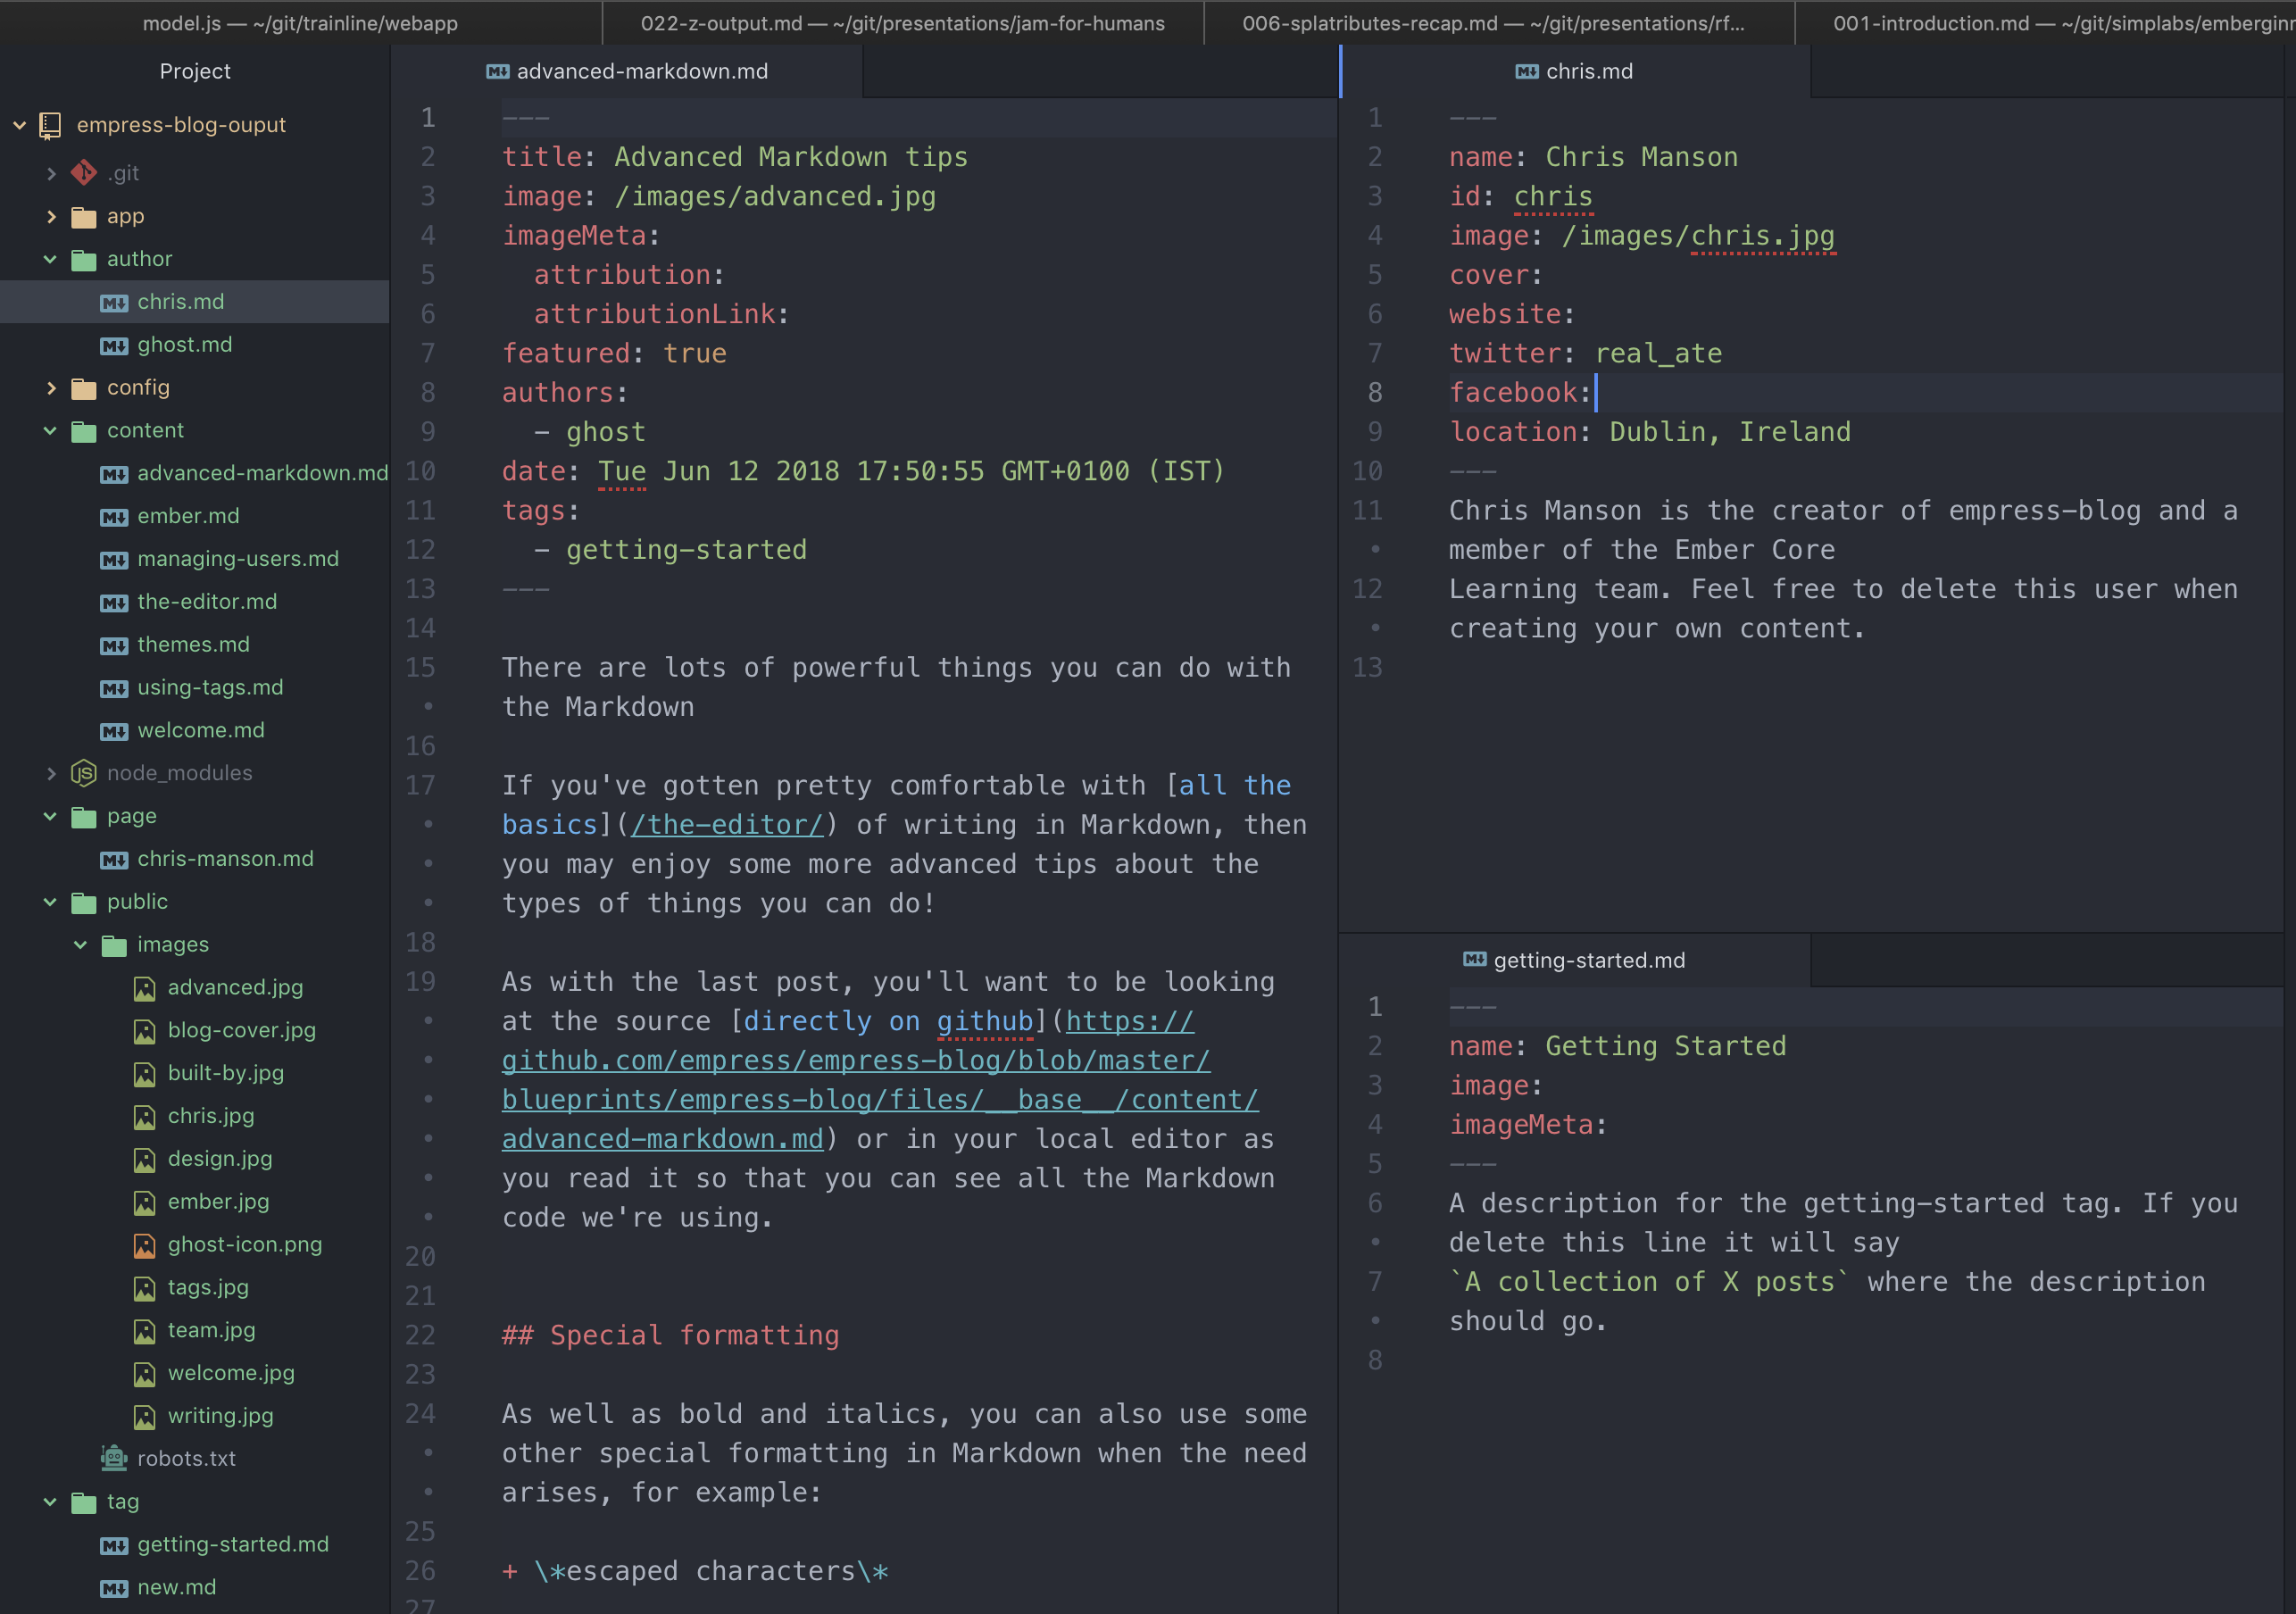 model.js — ~/git/trainline/webapp
022-z-output.md — ~/git/presentations/jam-for-humans
006-splatributes-recap.md — ~/git/presentations/rf...
001-introduction.md — ~/git/simplabs/emberginr
Project
empress-blog-ouput
.git
app
author
chris.md
ghost.md
config
content
advanced-markdown.md
ember.md
managing-users.md
the-editor.md
themes.md
using-tags.md
welcome.md
node_modules
page
chris-manson.md
public
images
advanced.jpg
blog-cover.jpg
built-by.jpg
chris.jpg
design.jpg
ember.jpg
ghost-icon.png
tags.jpg
team.jpg
welcome.jpg
writing.jpg
robots.txt
tag
getting-started.md
new.md
advanced-markdown.md
1 ---
2 title: Advanced Markdown tips
3 image: /images/advanced.jpg
4 imageMeta:
5   attribution:
6   attributionLink:
7 featured: true
8 authors:
9   - ghost
10 date: Tue Jun 12 2018 17:50:55 GMT+0100 (IST)
11 tags:
12   - getting-started
13 ---
14
15 There are lots of powerful things you can do with
• the Markdown
16
17 If you've gotten pretty comfortable with [all the
• basics](/the-editor/) of writing in Markdown, then
• you may enjoy some more advanced tips about the
• types of things you can do!
18
19 As with the last post, you'll want to be looking
• at the source [directly on github](https://
• github.com/empress/empress-blog/blob/master/
• blueprints/empress-blog/files/__base__/content/
• advanced-markdown.md) or in your local editor as
• you read it so that you can see all the Markdown
• code we're using.
20
21
22 ## Special formatting
23
24 As well as bold and italics, you can also use some
• other special formatting in Markdown when the need
• arises, for example:
25
26 + \*escaped characters\*
27
chris.md
1 ---
2 name: Chris Manson
3 id: chris
4 image: /images/chris.jpg
5 cover:
6 website:
7 twitter: real_ate
8 facebook:
9 location: Dublin, Ireland
10 ---
11 Chris Manson is the creator of empress-blog and a
• member of the Ember Core
12 Learning team. Feel free to delete this user when
• creating your own content.
13
getting-started.md
1 ---
2 name: Getting Started
3 image:
4 imageMeta:
5 ---
6 A description for the getting-started tag. If you
• delete this line it will say
7 `A collection of X posts` where the description
• should go.
8